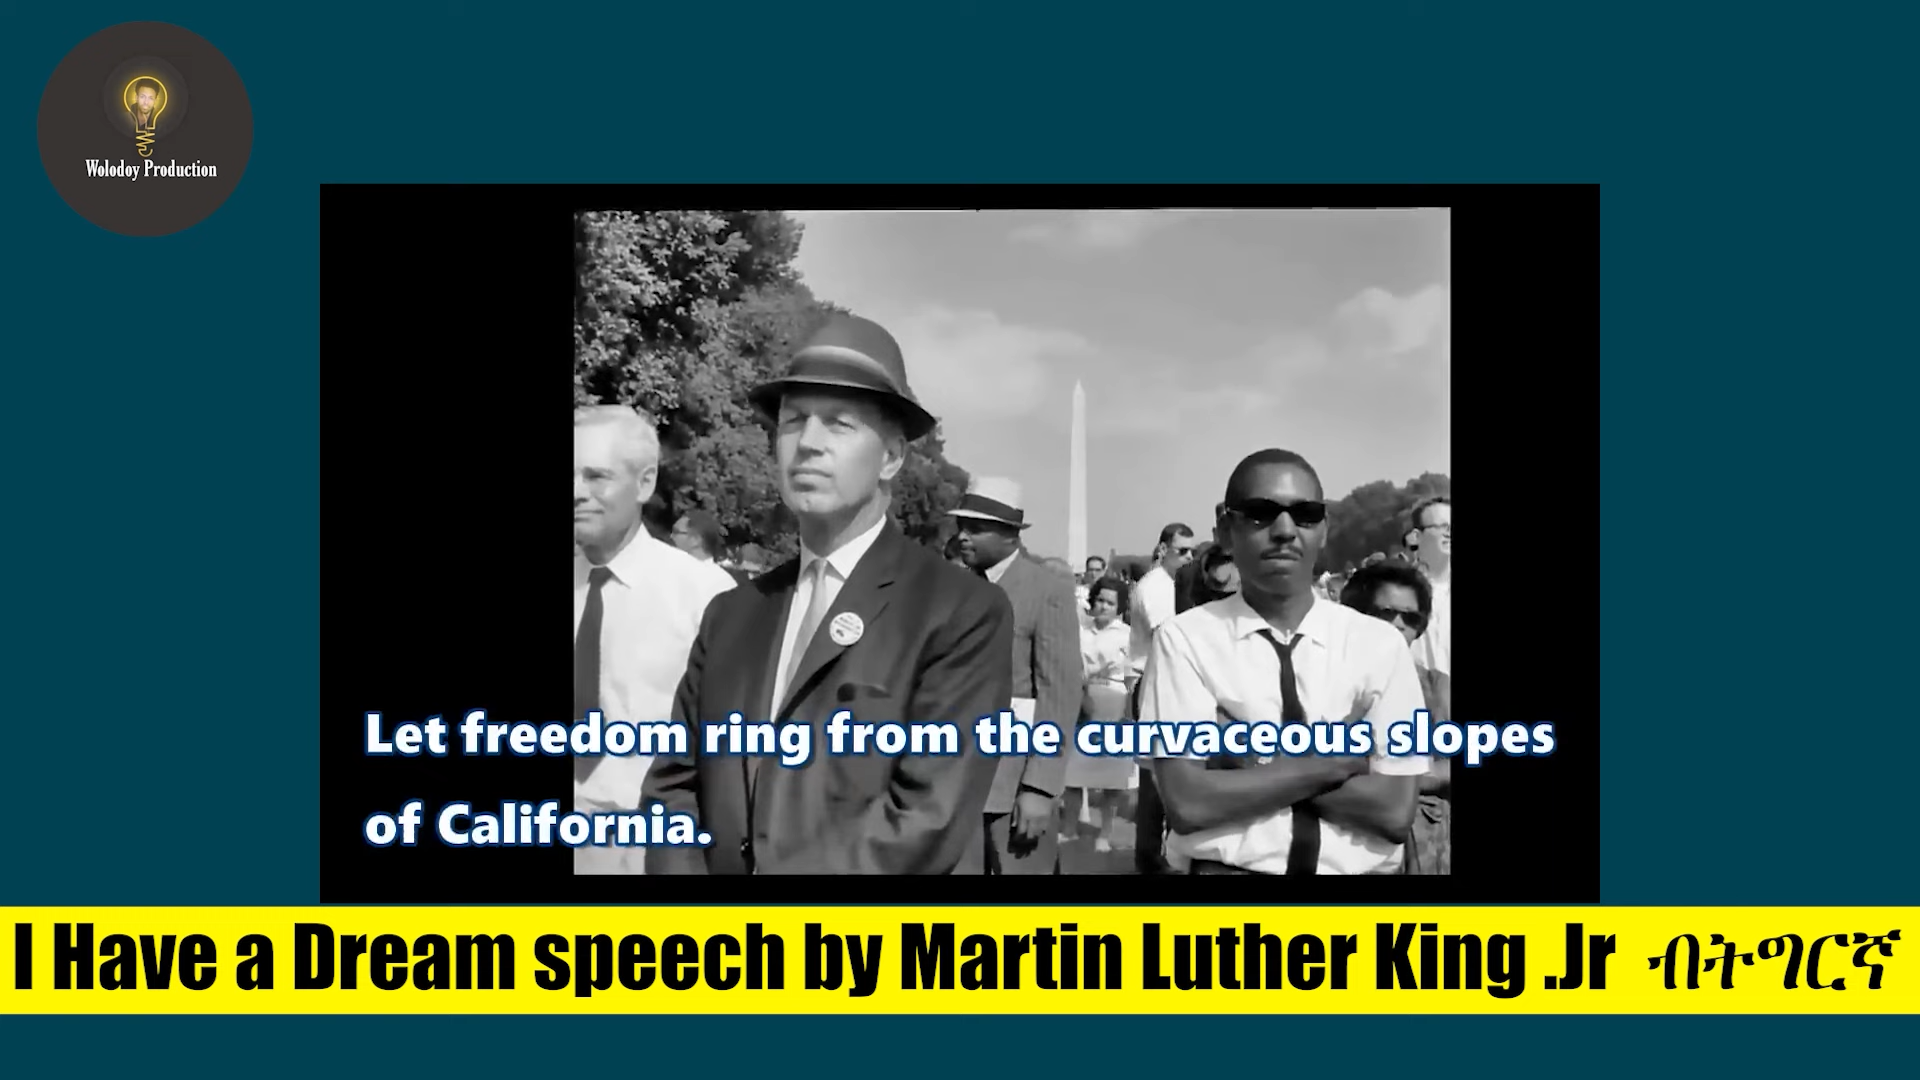 Wolodoy Production
Let freedom ring from the curvaceous slopes
of California.
I Have a Dream speech by Martin Luther King .Jr ብትግርኛ